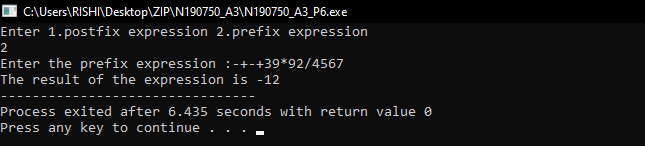 C:\Users\RISHI\Desktop\ZIP\N190750_A3\N190750_A3_P6.exe
Enter 1.postfix expression 2.prefix expression
2
Enter the prefix expression :-+-+39*92/4567
The result of the expression is -12
--------------------------------
Process exited after 6.435 seconds with return value 0
Press any key to continue . . .